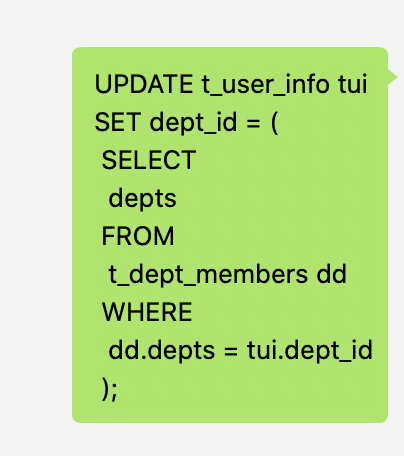 UPDATE t_user_info tui
SET dept_id = (
SELECT
depts
FROM
t_dept_members dd
WHERE
dd.depts = tui.dept_id
);